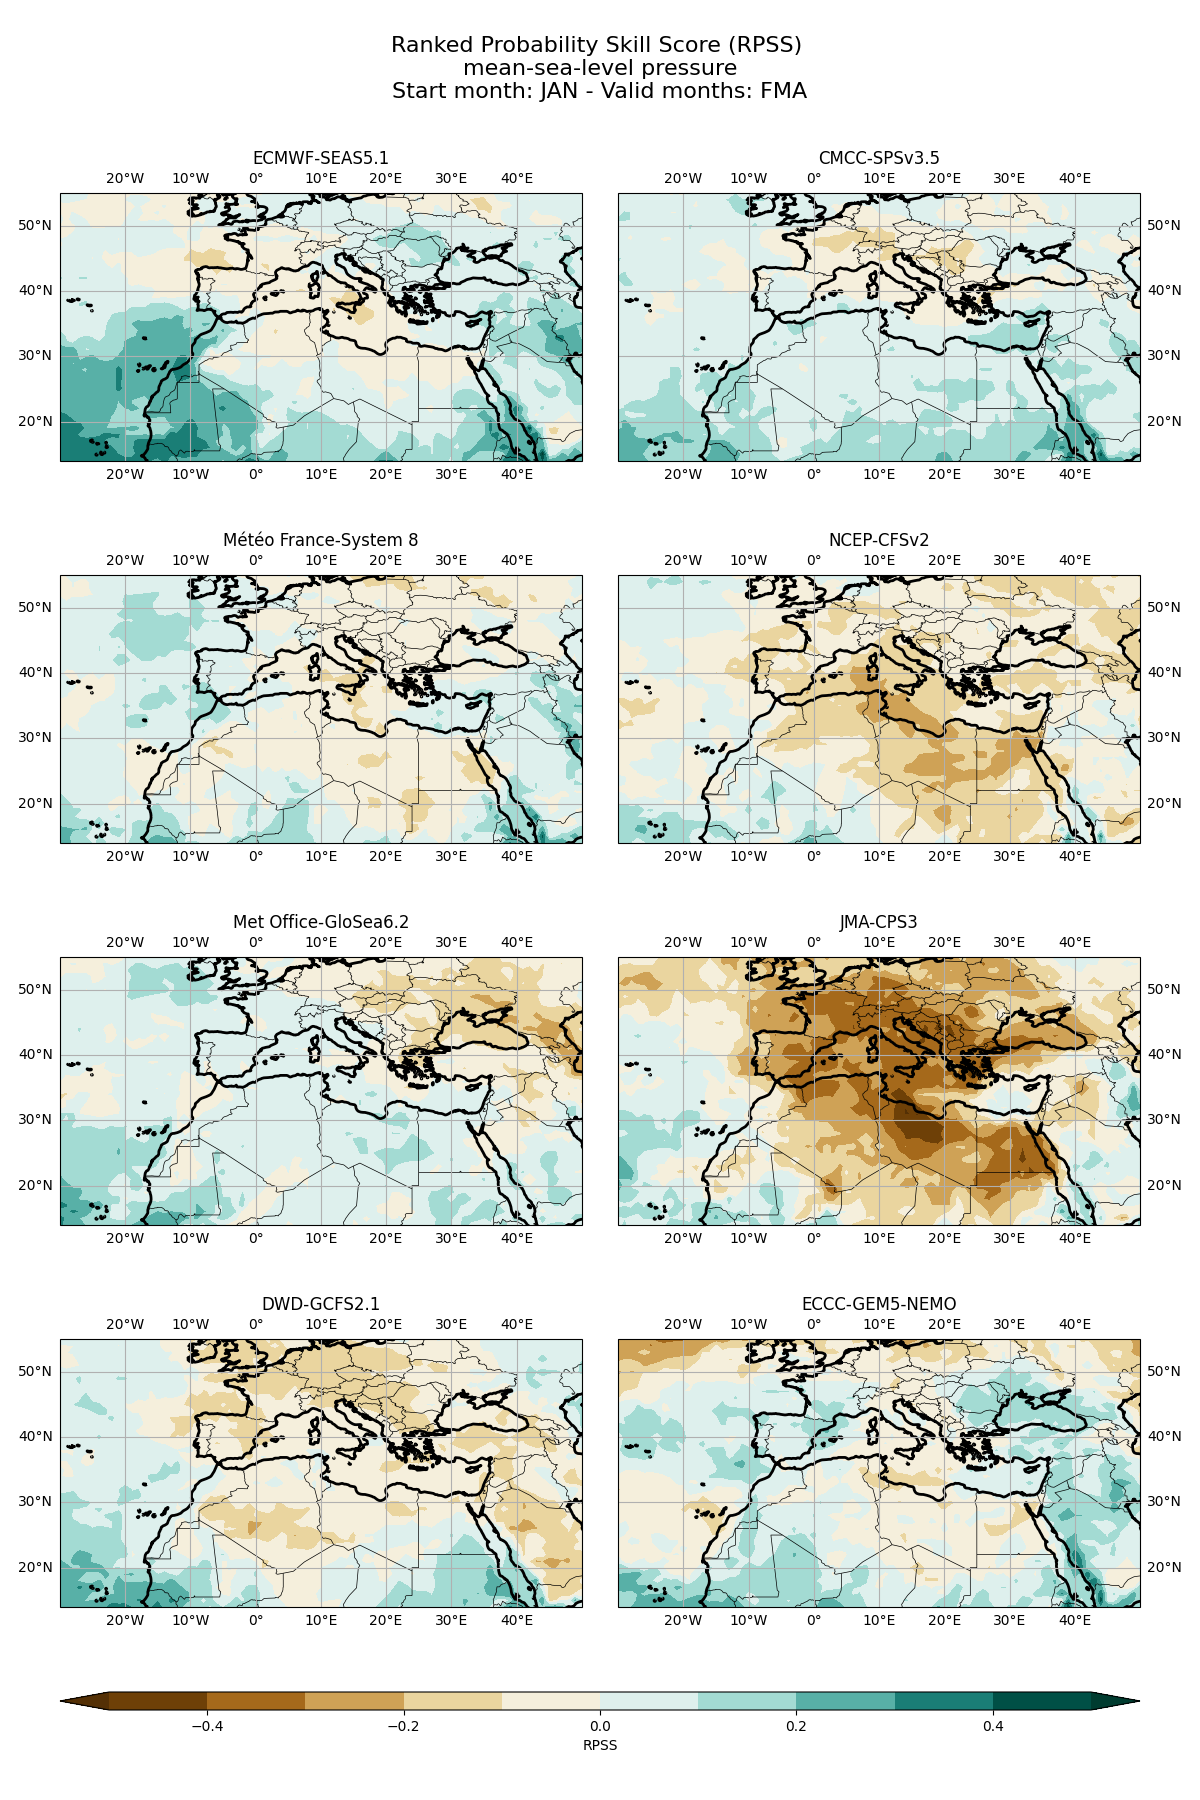 Ranked Probability Skill Score (RPSS)
mean-sea-level pressure
Start month: JAN - Valid months: FMA
ECMWF-SEAS5.1
20°W 10°W 0° 10°E 20°E 30°E 40°E
50°N
40°N
30°N
20°N
20°W 10°W 0° 10°E 20°E 30°E 40°E
CMCC-SPSv3.5
20°W 10°W 0° 10°E 20°E 30°E 40°E
50°N
40°N
30°N
20°N
20°W 10°W 0° 10°E 20°E 30°E 40°E
Météo France-System 8
20°W 10°W 0° 10°E 20°E 30°E 40°E
50°N
40°N
30°N
20°N
20°W 10°W 0° 10°E 20°E 30°E 40°E
NCEP-CFSv2
20°W 10°W 0° 10°E 20°E 30°E 40°E
50°N
40°N
30°N
20°N
20°W 10°W 0° 10°E 20°E 30°E 40°E
Met Office-GloSea6.2
20°W 10°W 0° 10°E 20°E 30°E 40°E
50°N
40°N
30°N
20°N
20°W 10°W 0° 10°E 20°E 30°E 40°E
JMA-CPS3
20°W 10°W 0° 10°E 20°E 30°E 40°E
50°N
40°N
30°N
20°N
20°W 10°W 0° 10°E 20°E 30°E 40°E
DWD-GCFS2.1
20°W 10°W 0° 10°E 20°E 30°E 40°E
50°N
40°N
30°N
20°N
20°W 10°W 0° 10°E 20°E 30°E 40°E
ECCC-GEM5-NEMO
20°W 10°W 0° 10°E 20°E 30°E 40°E
50°N
40°N
30°N
20°N
20°W 10°W 0° 10°E 20°E 30°E 40°E
−0.4 −0.2 0.0 0.2 0.4
RPSS